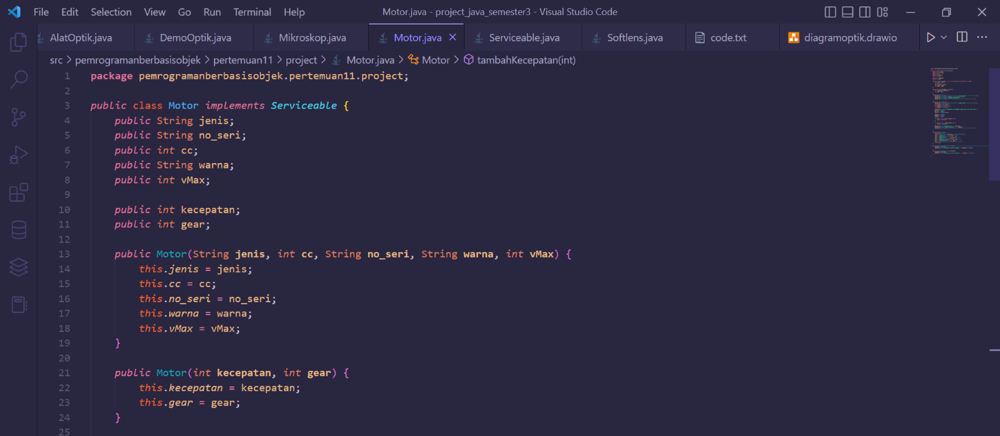 File Edit Selection View Go Run Terminal Help Motor.java - project_java_semester3 - Visual Studio Code
AlatOptik.java DemoOptik.java Mikroskop.java Motor.java Serviceable.java Softlens.java code.txt diagramoptik.drawio
src > pemrogramanberbasisobjek > pertemuan11 > project > Motor.java > Motor > tambahKecepatan(int)
1 package pemrogramanberbasisobjek.pertemuan11.project;
2
3 public class Motor implements Serviceable {
4 public String jenis;
5 public String no_seri;
6 public int cc;
7 public String warna;
8 public int vMax;
9
10 public int kecepatan;
11 public int gear;
12
13 public Motor(String jenis, int cc, String no_seri, String warna, int vMax) {
14 this.jenis = jenis;
15 this.cc = cc;
16 this.no_seri = no_seri;
17 this.warna = warna;
18 this.vMax = vMax;
19 }
20
21 public Motor(int kecepatan, int gear) {
22 this.kecepatan = kecepatan;
23 this.gear = gear;
24 }
25